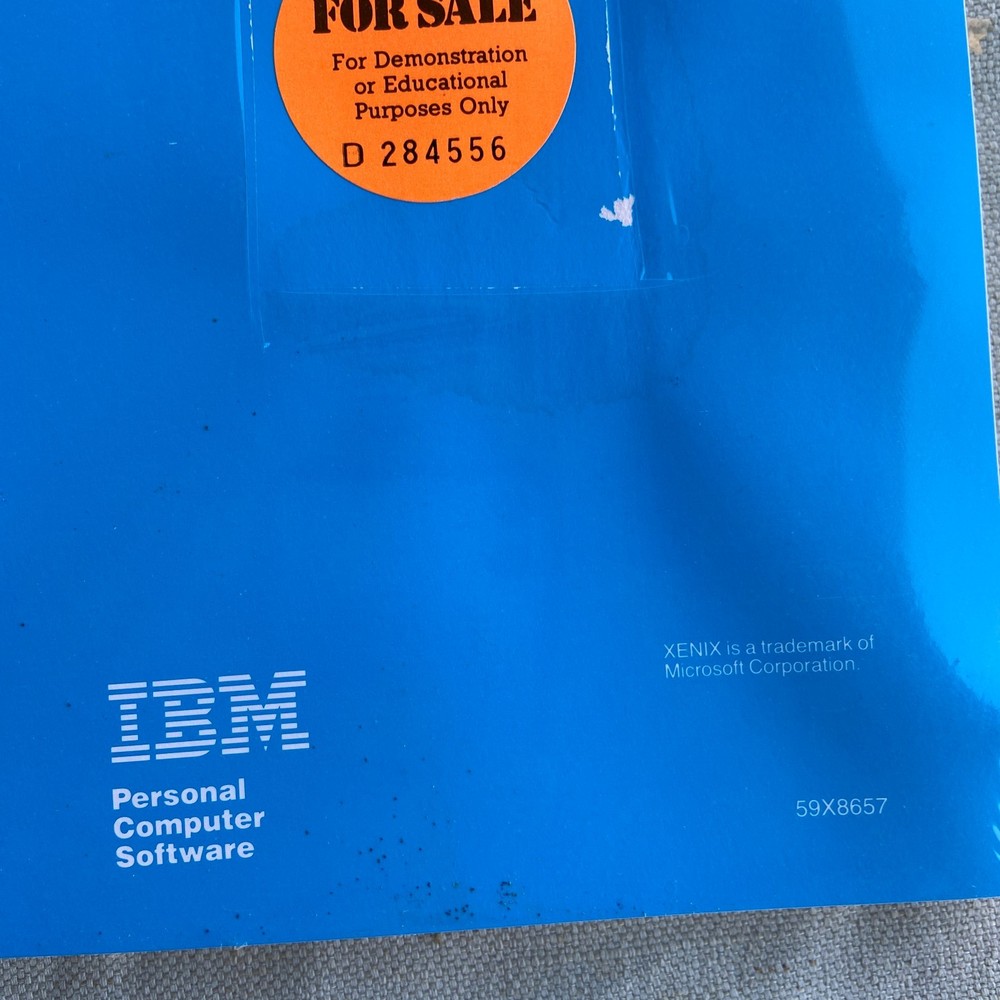 FOR SALE
For Demonstration
or Educational
Purposes Only
D 284556
XENIX is a trademark of
Microsoft Corporation.
IBM
Personal
Computer
Software
59X8657